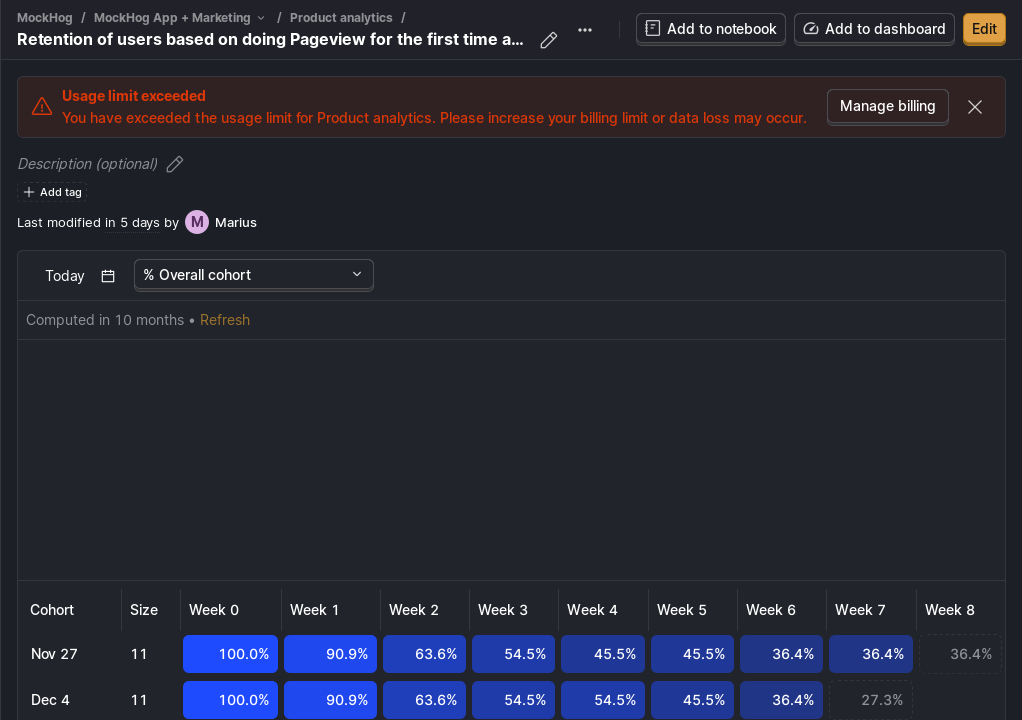 MockHog / MockHog App + Marketing / Product analytics /
Retention of users based on doing Pageview for the first time a...
Add to notebook
Add to dashboard
Edit
Usage limit exceeded
You have exceeded the usage limit for Product analytics. Please increase your billing limit or data loss may occur.
Manage billing
Description (optional)
Add tag
Last modified in 5 days by M Marius
Today
% Overall cohort
Computed in 10 months • Refresh
Cohort Size Week 0 Week 1 Week 2 Week 3 Week 4 Week 5 Week 6 Week 7 Week 8
Nov 27 11 100.0% 90.9% 63.6% 54.5% 45.5% 45.5% 36.4% 36.4% 36.4%
Dec 4 11 100.0% 90.9% 63.6% 54.5% 54.5% 45.5% 36.4% 27.3%